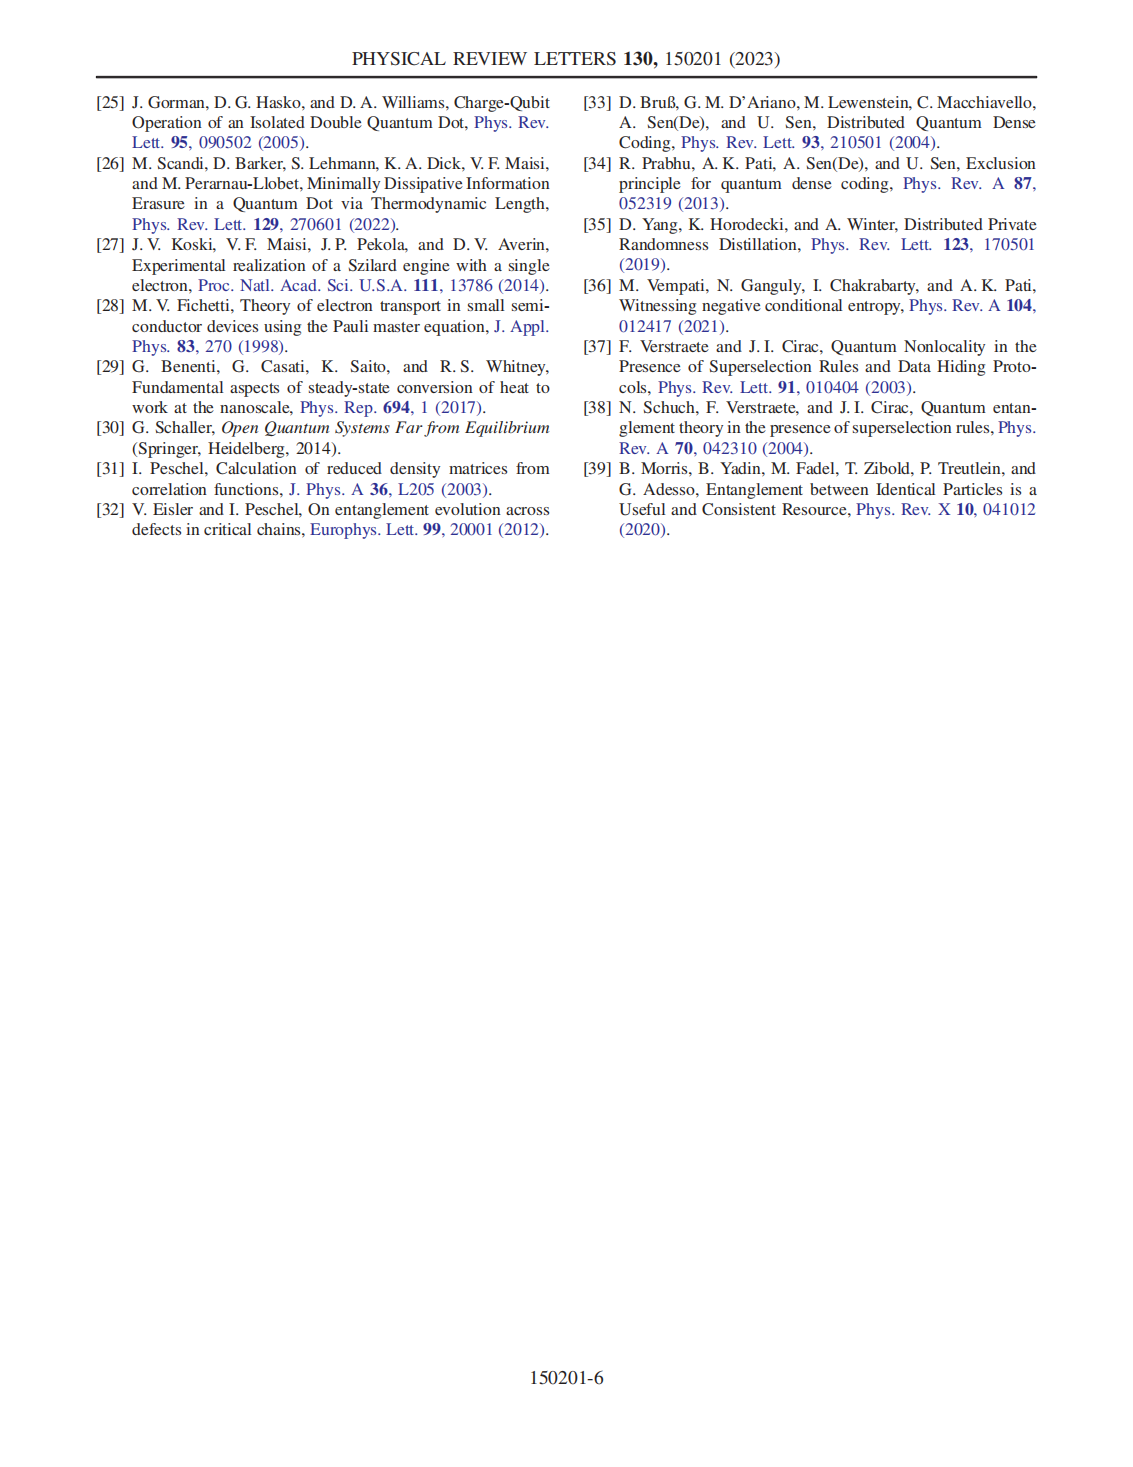 PHYSICAL REVIEW LETTERS 130, 150201 (2023)
[25] J. Gorman, D. G. Hasko, and D. A. Williams, Charge-Qubit
Operation of an Isolated Double Quantum Dot, Phys. Rev.
Lett. 95, 090502 (2005).
[26] M. Scandi, D. Barker, S. Lehmann, K. A. Dick, V. F. Maisi,
and M. Perarnau-Llobet, Minimally Dissipative Information
Erasure in a Quantum Dot via Thermodynamic Length,
Phys. Rev. Lett. 129, 270601 (2022).
[27] J. V. Koski, V. F. Maisi, J. P. Pekola, and D. V. Averin,
Experimental realization of a Szilard engine with a single
electron, Proc. Natl. Acad. Sci. U.S.A. 111, 13786 (2014).
[28] M. V. Fichetti, Theory of electron transport in small semi-
conductor devices using the Pauli master equation, J. Appl.
Phys. 83, 270 (1998).
[29] G. Benenti, G. Casati, K. Saito, and R. S. Whitney,
Fundamental aspects of steady-state conversion of heat to
work at the nanoscale, Phys. Rep. 694, 1 (2017).
[30] G. Schaller, Open Quantum Systems Far from Equilibrium
(Springer, Heidelberg, 2014).
[31] I. Peschel, Calculation of reduced density matrices from
correlation functions, J. Phys. A 36, L205 (2003).
[32] V. Eisler and I. Peschel, On entanglement evolution across
defects in critical chains, Europhys. Lett. 99, 20001 (2012).
[33] D. Bruß, G. M. D'Ariano, M. Lewenstein, C. Macchiavello,
A. Sen(De), and U. Sen, Distributed Quantum Dense
Coding, Phys. Rev. Lett. 93, 210501 (2004).
[34] R. Prabhu, A. K. Pati, A. Sen(De), and U. Sen, Exclusion
principle for quantum dense coding, Phys. Rev. A 87,
052319 (2013).
[35] D. Yang, K. Horodecki, and A. Winter, Distributed Private
Randomness Distillation, Phys. Rev. Lett. 123, 170501
(2019).
[36] M. Vempati, N. Ganguly, I. Chakrabarty, and A. K. Pati,
Witnessing negative conditional entropy, Phys. Rev. A 104,
012417 (2021).
[37] F. Verstraete and J. I. Cirac, Quantum Nonlocality in the
Presence of Superselection Rules and Data Hiding Proto-
cols, Phys. Rev. Lett. 91, 010404 (2003).
[38] N. Schuch, F. Verstraete, and J. I. Cirac, Quantum entan-
glement theory in the presence of superselection rules, Phys.
Rev. A 70, 042310 (2004).
[39] B. Morris, B. Yadin, M. Fadel, T. Zibold, P. Treutlein, and
G. Adesso, Entanglement between Identical Particles is a
Useful and Consistent Resource, Phys. Rev. X 10, 041012
(2020).
150201-6